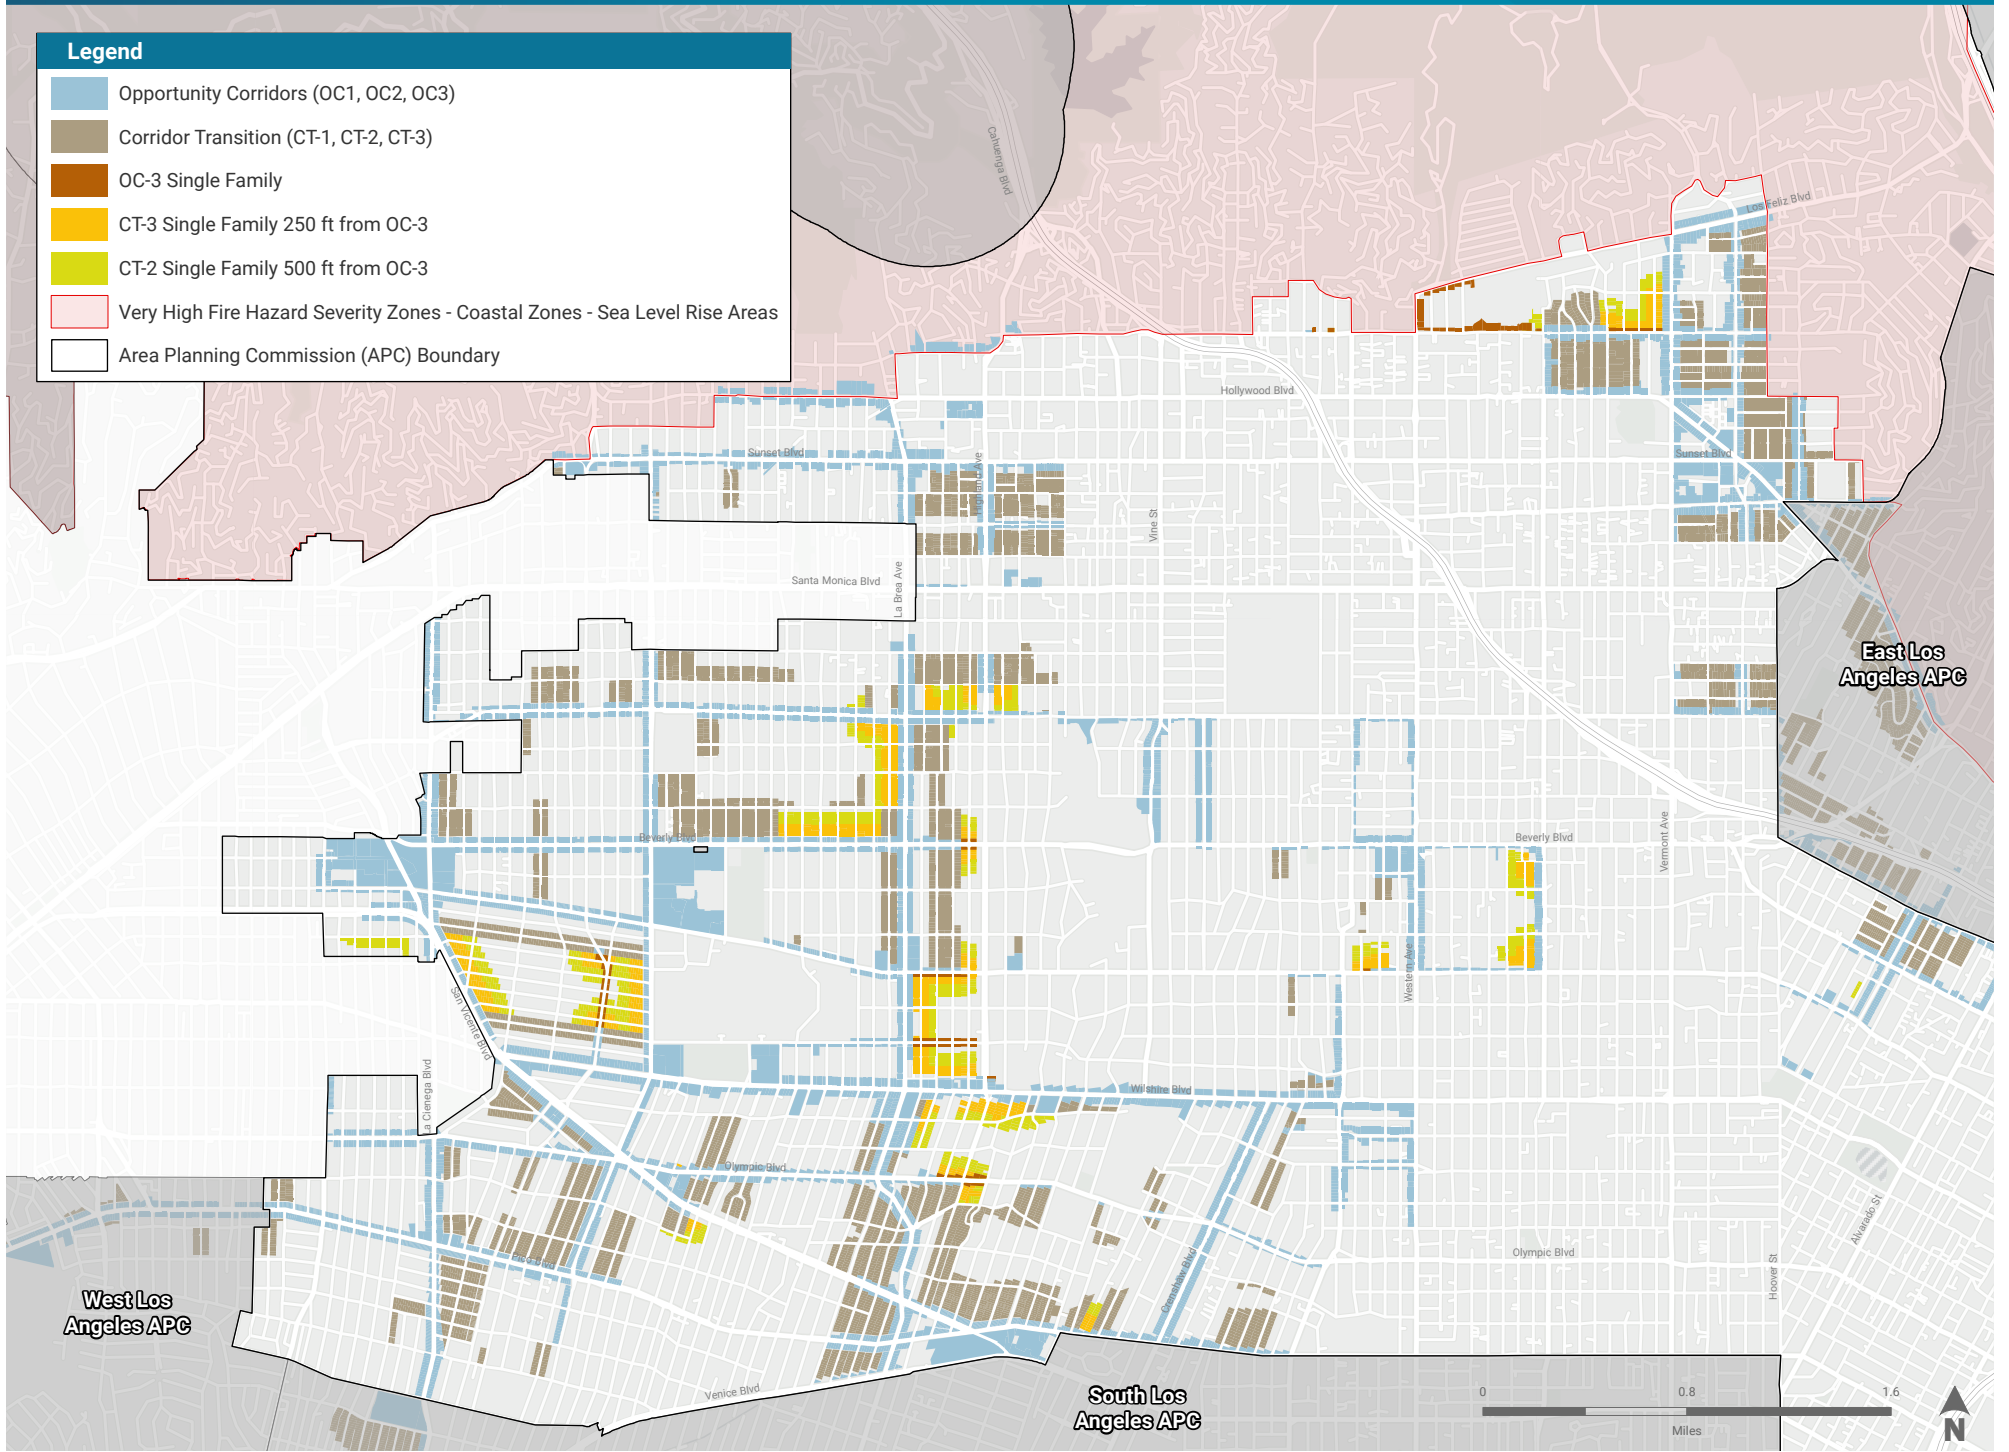 Legend
Opportunity Corridors (OC1, OC2, OC3)
Corridor Transition (CT-1, CT-2, CT-3)
OC-3 Single Family
CT-3 Single Family 250 ft from OC-3
CT-2 Single Family 500 ft from OC-3
Very High Fire Hazard Severity Zones - Coastal Zones - Sea Level Rise Areas
Area Planning Commission (APC) Boundary
Cahuenga Blvd
Los Feliz Blvd
Hollywood Blvd
Sunset Blvd
Sunset Blvd
Highland Ave
Vine St
Santa Monica Blvd
La Brea Ave
East Los
Angeles APC
Beverly Blvd
Beverly Blvd
Vermont Ave
Western Ave
San Vicente Blvd
La Cienega Blvd
Wilshire Blvd
Olympic Blvd
Alvarado St
Pico Blvd
Crenshaw Blvd
Olympic Blvd
Hoover St
West Los
Angeles APC
Venice Blvd
South Los
Angeles APC
0
0.8
1.6
Miles
N